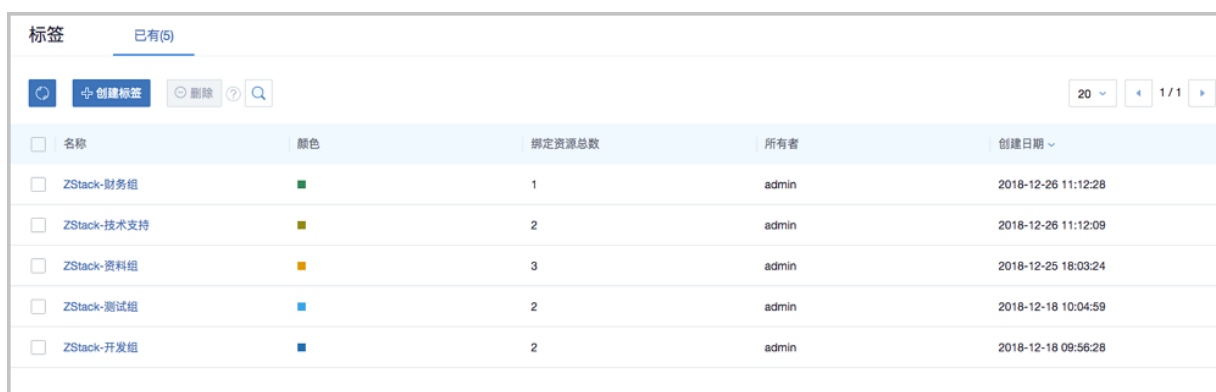 标签 已有(5)
创建标签 删除 ? 20 1 / 1
名称 颜色 绑定资源总数 所有者 创建日期
ZStack-财务组 1 admin 2018-12-26 11:12:28
ZStack-技术支持 2 admin 2018-12-26 11:12:09
ZStack-资料组 3 admin 2018-12-25 18:03:24
ZStack-测试组 2 admin 2018-12-18 10:04:59
ZStack-开发组 2 admin 2018-12-18 09:56:28